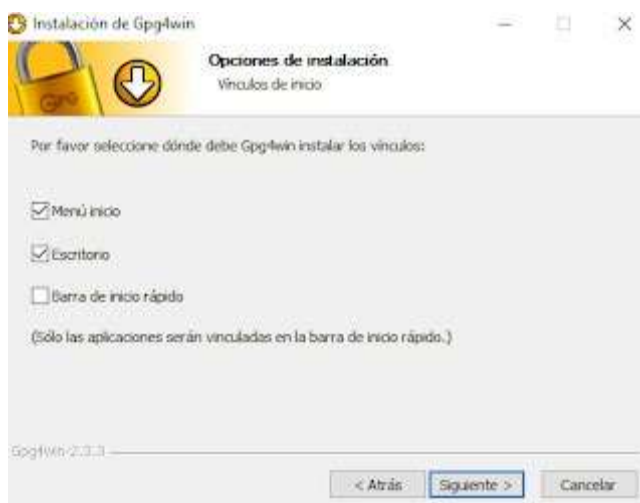 Instalación de Gpg4win
Opciones de instalación
Vínculos de inicio
GPG
Por favor seleccione dónde debe Gpg4win instalar los vínculos:
Menú inicio
Escritorio
Barra de inicio rápido
(Sólo las aplicaciones serán vinculadas en la barra de inicio rápido.)
Gpg4win-2.3.3
< Atrás
Siguiente >
Cancelar